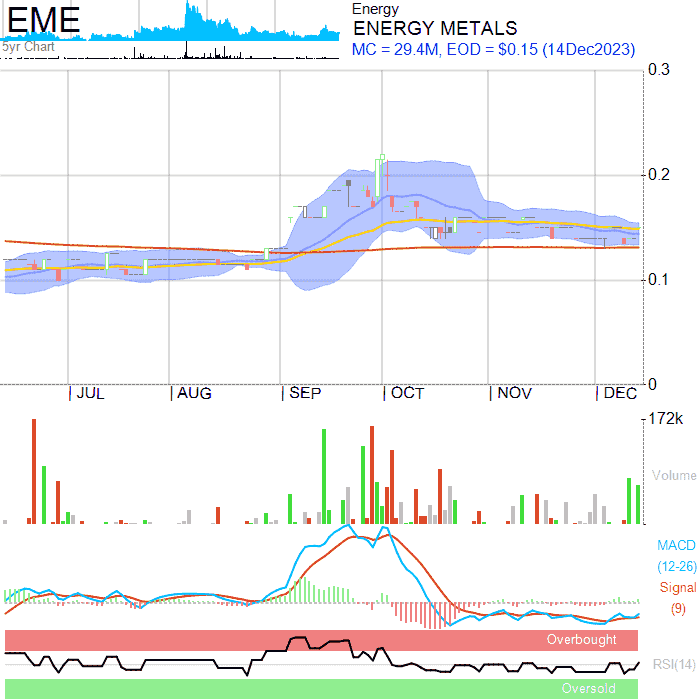 EME
5yr Chart
Energy
ENERGY METALS
MC = 29.4M, EOD = $0.15 (14Dec2023)
0.3
0.2
0.1
0
JUL AUG SEP OCT NOV DEC
172k
Volume
MACD
(12-26)
Signal
(9)
Overbought
RSI(14)
Oversold